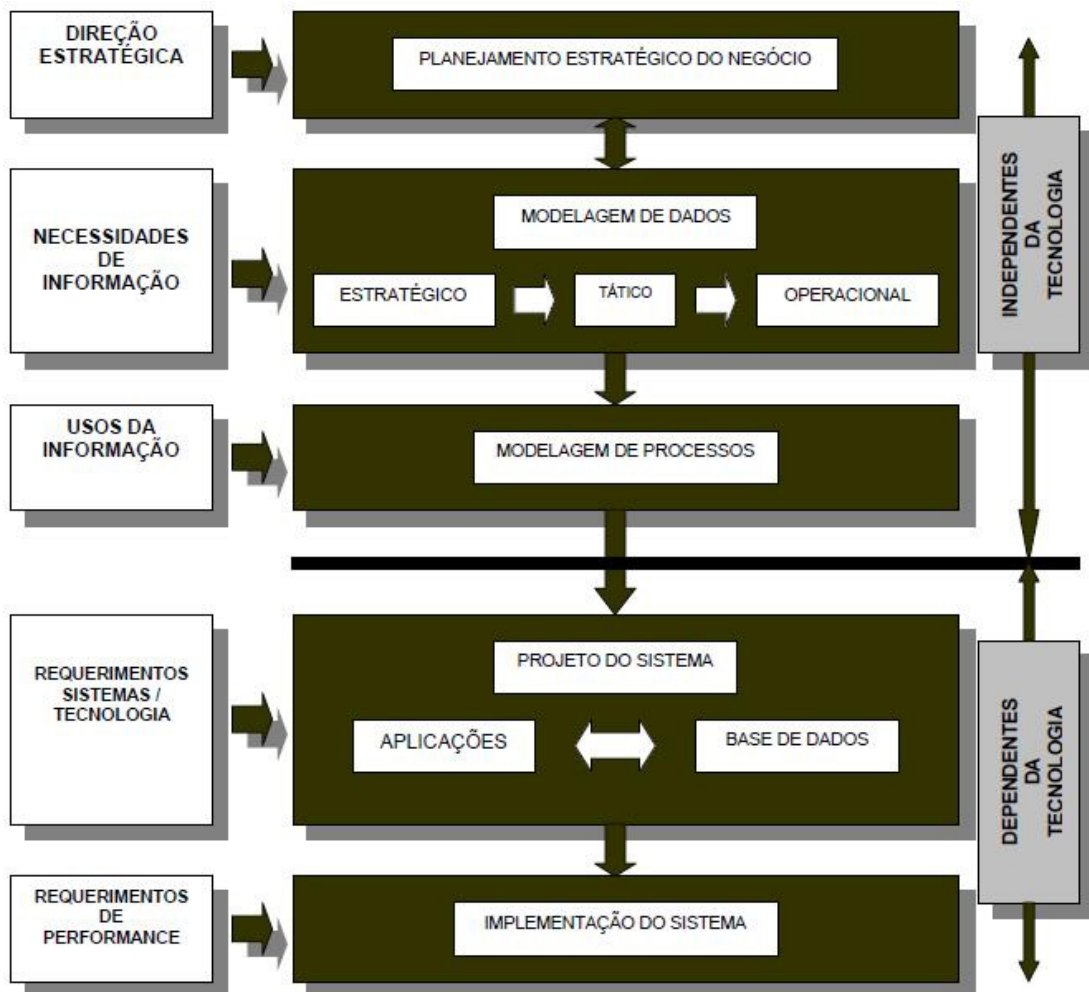 DIREÇÃO
ESTRATÉGICA
PLANEJAMENTO ESTRATÉGICO DO NEGÓCIO
NECESSIDADES
DE
INFORMAÇÃO
MODELAGEM DE DADOS
ESTRATÉGICO
TÁTICO
OPERACIONAL
INDEPENDENTES
DA
TECNOLOGIA
USOS DA
INFORMAÇÃO
MODELAGEM DE PROCESSOS
REQUERIMENTOS
SISTEMAS /
TECNOLOGIA
PROJETO DO SISTEMA
APLICAÇÕES
BASE DE DADOS
DEPENDENTES
DA
TECNOLOGIA
REQUERIMENTOS
DE
PERFORMANCE
IMPLEMENTAÇÃO DO SISTEMA